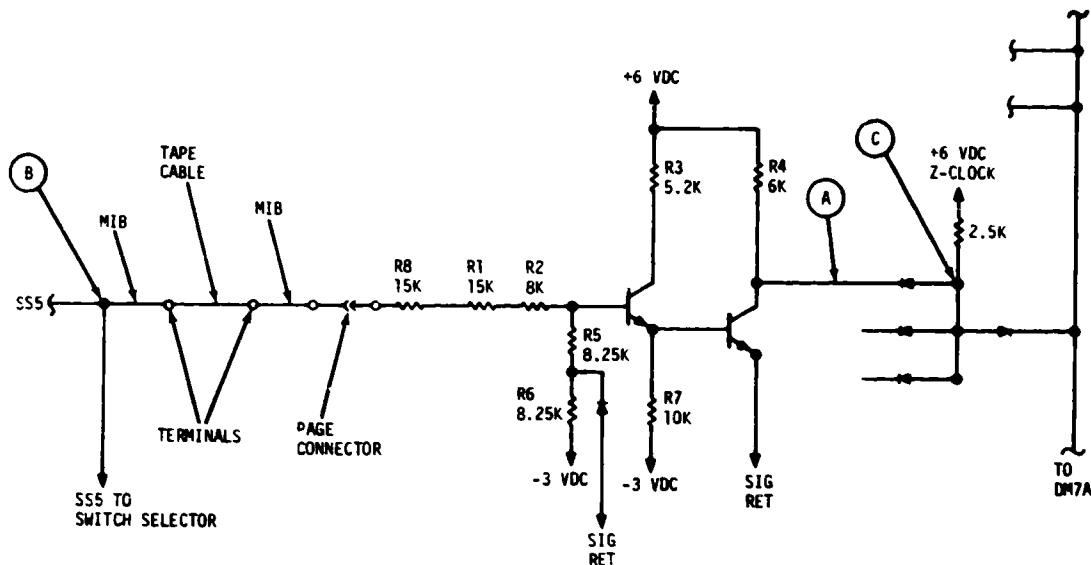 +6 VDC
B
TAPE
CABLE
MIB
MIB
R3
5.2K
R4
6K
A
C
+6 VDC
Z-CLOCK
2.5K
SS5
R8
15K
R1
15K
R2
8K
R5
8.25K
R6
8.25K
R7
10K
TERMINALS
PAGE
CONNECTOR
-3 VDC
-3 VDC
SIG
RET
SIG
RET
SS5 TO
SWITCH SELECTOR
TO
DM7A